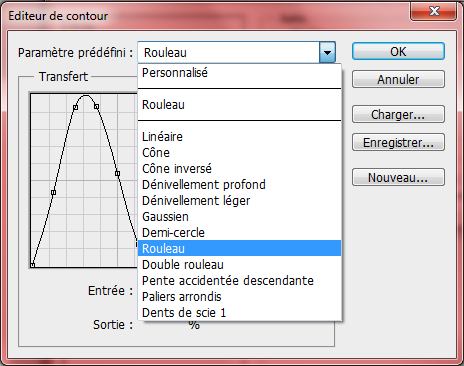 Editeur de contour
Paramètre prédéfini : Rouleau
OK
Personnalisé
Transfert
Annuler
Rouleau
Charger...
Linéaire
Enregistrer...
Cône
Cône inversé
Nouveau...
Dénivellement profond
Dénivellement léger
Gaussien
Demi-cercle
Rouleau
Double rouleau
Pente accidentée descendante
Entrée :
Paliers arrondis
Dents de scie 1
Sortie : %